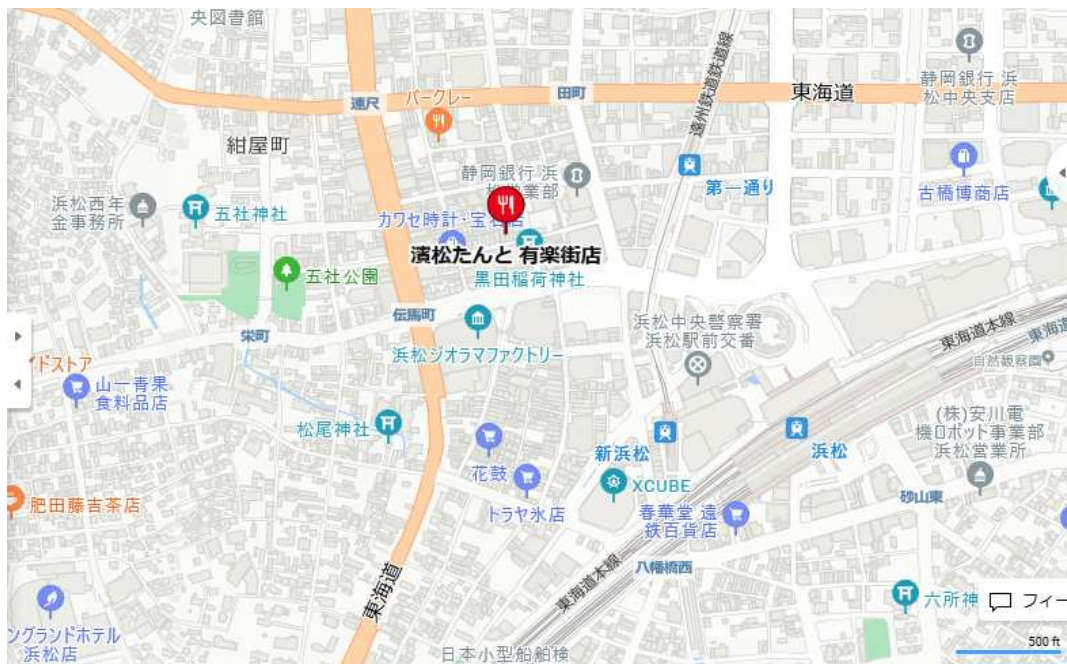 央図書館
静岡銀行 浜
松中央支店
連尺
パークレー
田町
東海道
遠州鉄道鉄道線
紺屋町
静岡銀行 浜
業部
第一通り
古橋博商店
浜松西年
金事務所
五社神社
カワセ時計・宝石店
濱松たんと 有楽街店
黒田稲荷神社
五社公園
伝馬町
栄町
浜松中央警察署
浜松駅前交番
東海道本線
東海道
自然観察園
浜松ジオラマファクトリー
イドストア
山一青果
食料品店
(株)安川電
機ロボット事業部
浜松営業所
松尾神社
新浜松
浜松
花鼓
XCUBE
肥田藤吉茶店
トラヤ氷店
春華堂 遠
鉄百貨店
砂山東
東海道
東海道本線
八幡橋西
六所神
フィー
ングランドホテル
浜松店
日本小型船舶検
500 ft